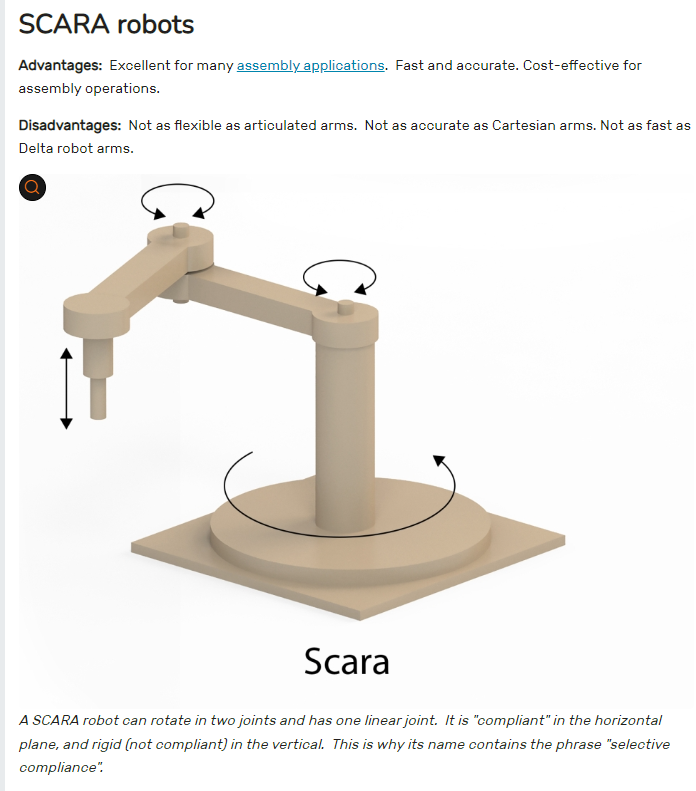 SCARA robots
Advantages:  Excellent for many assembly applications.  Fast and accurate. Cost-effective for
assembly operations.
Disadvantages:  Not as flexible as articulated arms.  Not as accurate as Cartesian arms. Not as fast as
Delta robot arms.
Scara
A SCARA robot can rotate in two joints and has one linear joint.  It is "compliant" in the horizontal
plane, and rigid (not compliant) in the vertical.  This is why its name contains the phrase "selective
compliance".